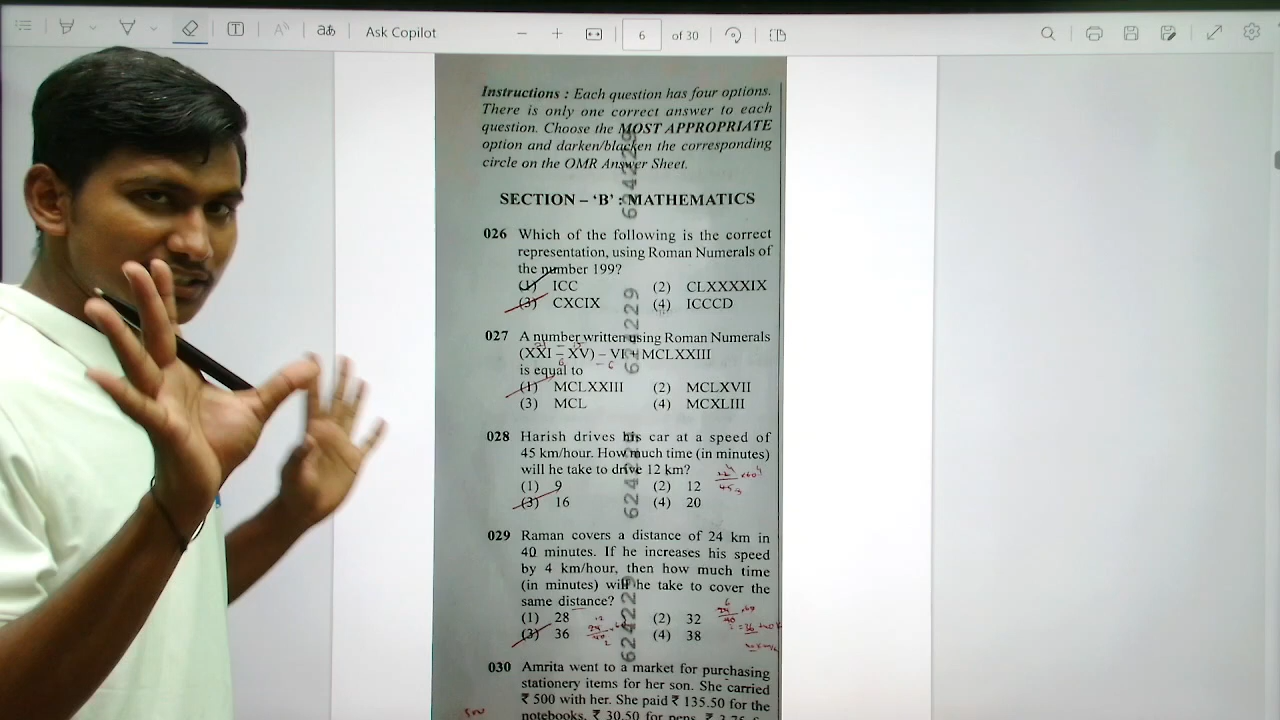 Ask Copilot
6 of 30
Instructions : Each question has four options.
There is only one correct answer to each
question. Choose the MOST APPROPRIATE
option and darken/blacken the corresponding
circle on the OMR Answer Sheet.
SECTION – 'B' : MATHEMATICS
026 Which of the following is the correct
representation, using Roman Numerals of
the number 199?
(1) ICC (2) CLXXXXIX
(3) CXCIX (4) ICCCD
027 A number written using Roman Numerals
(XXI – XV) – VI + MCLXXIII
is equal to
(1) MCLXXIII (2) MCLXVII
(3) MCL (4) MCXLIII
028 Harish drives his car at a speed of
45 km/hour. How much time (in minutes)
will he take to drive 12 km?
(1) 9 (2) 12
(3) 16 (4) 20
029 Raman covers a distance of 24 km in
40 minutes. If he increases his speed
by 4 km/hour, then how much time
(in minutes) will he take to cover the
same distance?
(1) 28 (2) 32
(3) 36 (4) 38
030 Amrita went to a market for purchasing
stationery items for her son. She carried
₹ 500 with her. She paid ₹ 135.50 for the
notebooks, ₹ 30.50 for pens, ₹
624229
624229
624229
624229